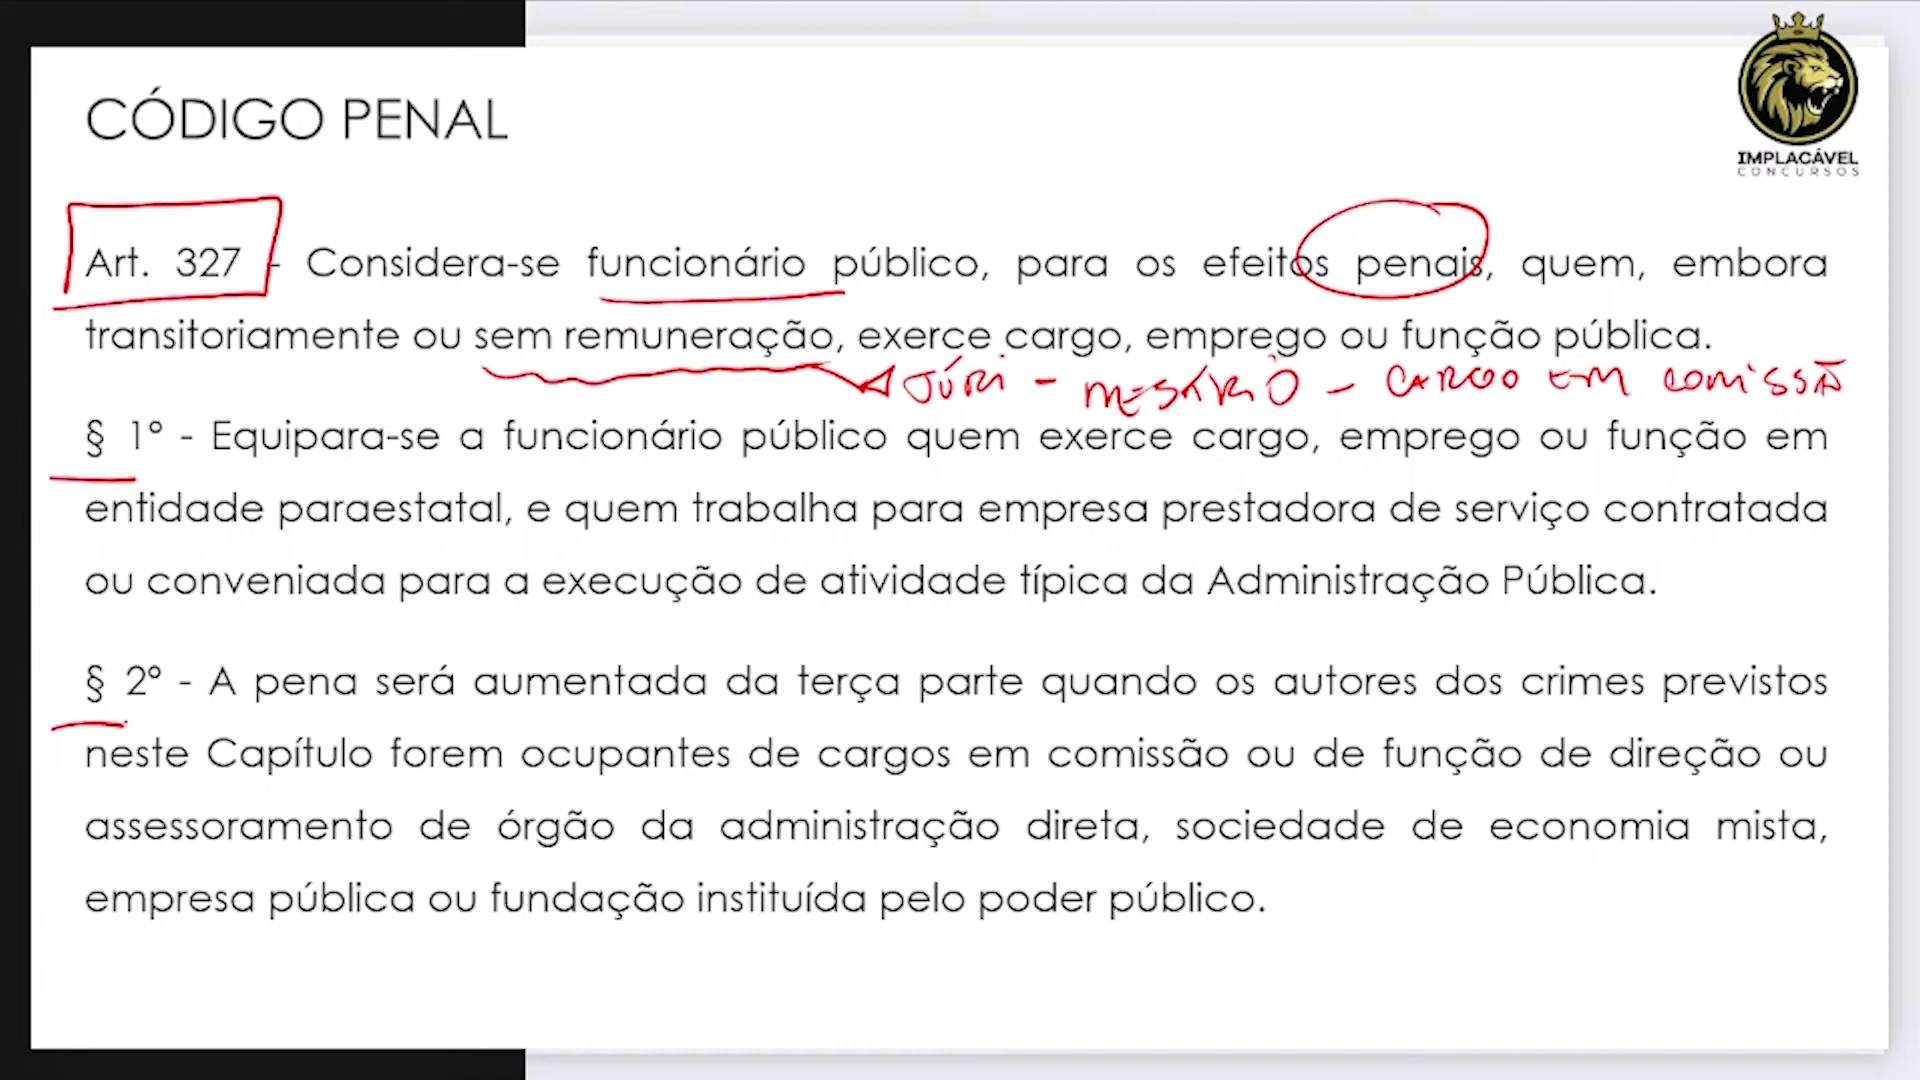 IMPLACÁVEL
CONCURSOS
CÓDIGO PENAL
Art. 327 - Considera-se funcionário público, para os efeitos penais, quem, embora
transitoriamente ou sem remuneração, exerce cargo, emprego ou função pública.
JÚRI - MESÁRIO - CARGO EM COMISSÃO
§ 1º - Equipara-se a funcionário público quem exerce cargo, emprego ou função em
entidade paraestatal, e quem trabalha para empresa prestadora de serviço contratada
ou conveniada para a execução de atividade típica da Administração Pública.
§ 2º - A pena será aumentada da terça parte quando os autores dos crimes previstos
neste Capítulo forem ocupantes de cargos em comissão ou de função de direção ou
assessoramento de órgão da administração direta, sociedade de economia mista,
empresa pública ou fundação instituída pelo poder público.